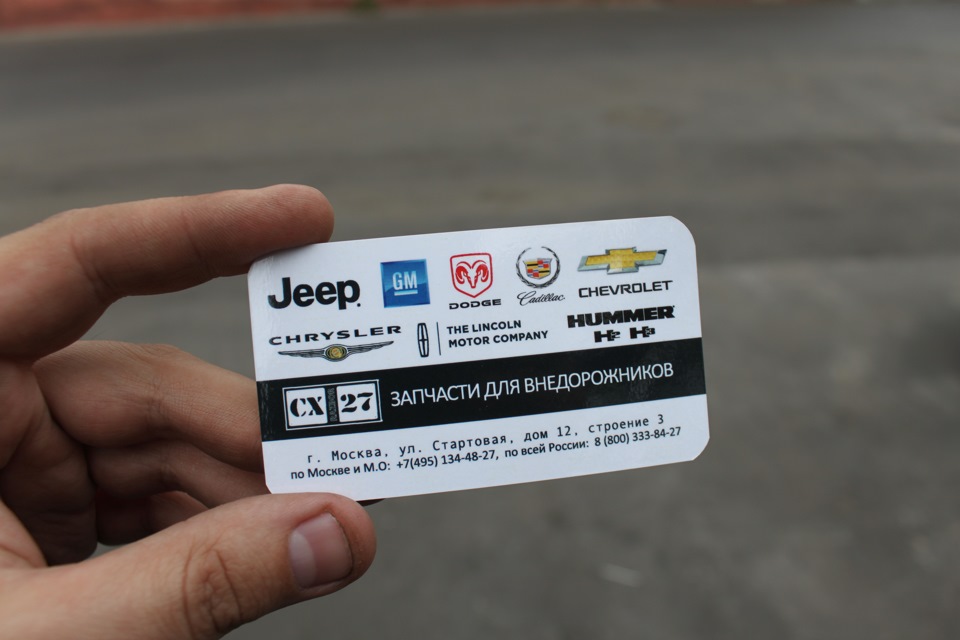 Jeep. GM DODGE Cadillac CHEVROLET
CHRYSLER THE LINCOLN
MOTOR COMPANY
HUMMER
H2 H3
CX 27 ЗАПЧАСТИ ДЛЯ ВНЕДОРОЖНИКОВ
г. Москва, ул. Стартовая, дом 12, строение 3
по Москве и М.О: +7(495) 134-48-27, по всей России: 8 (800) 333-84-27